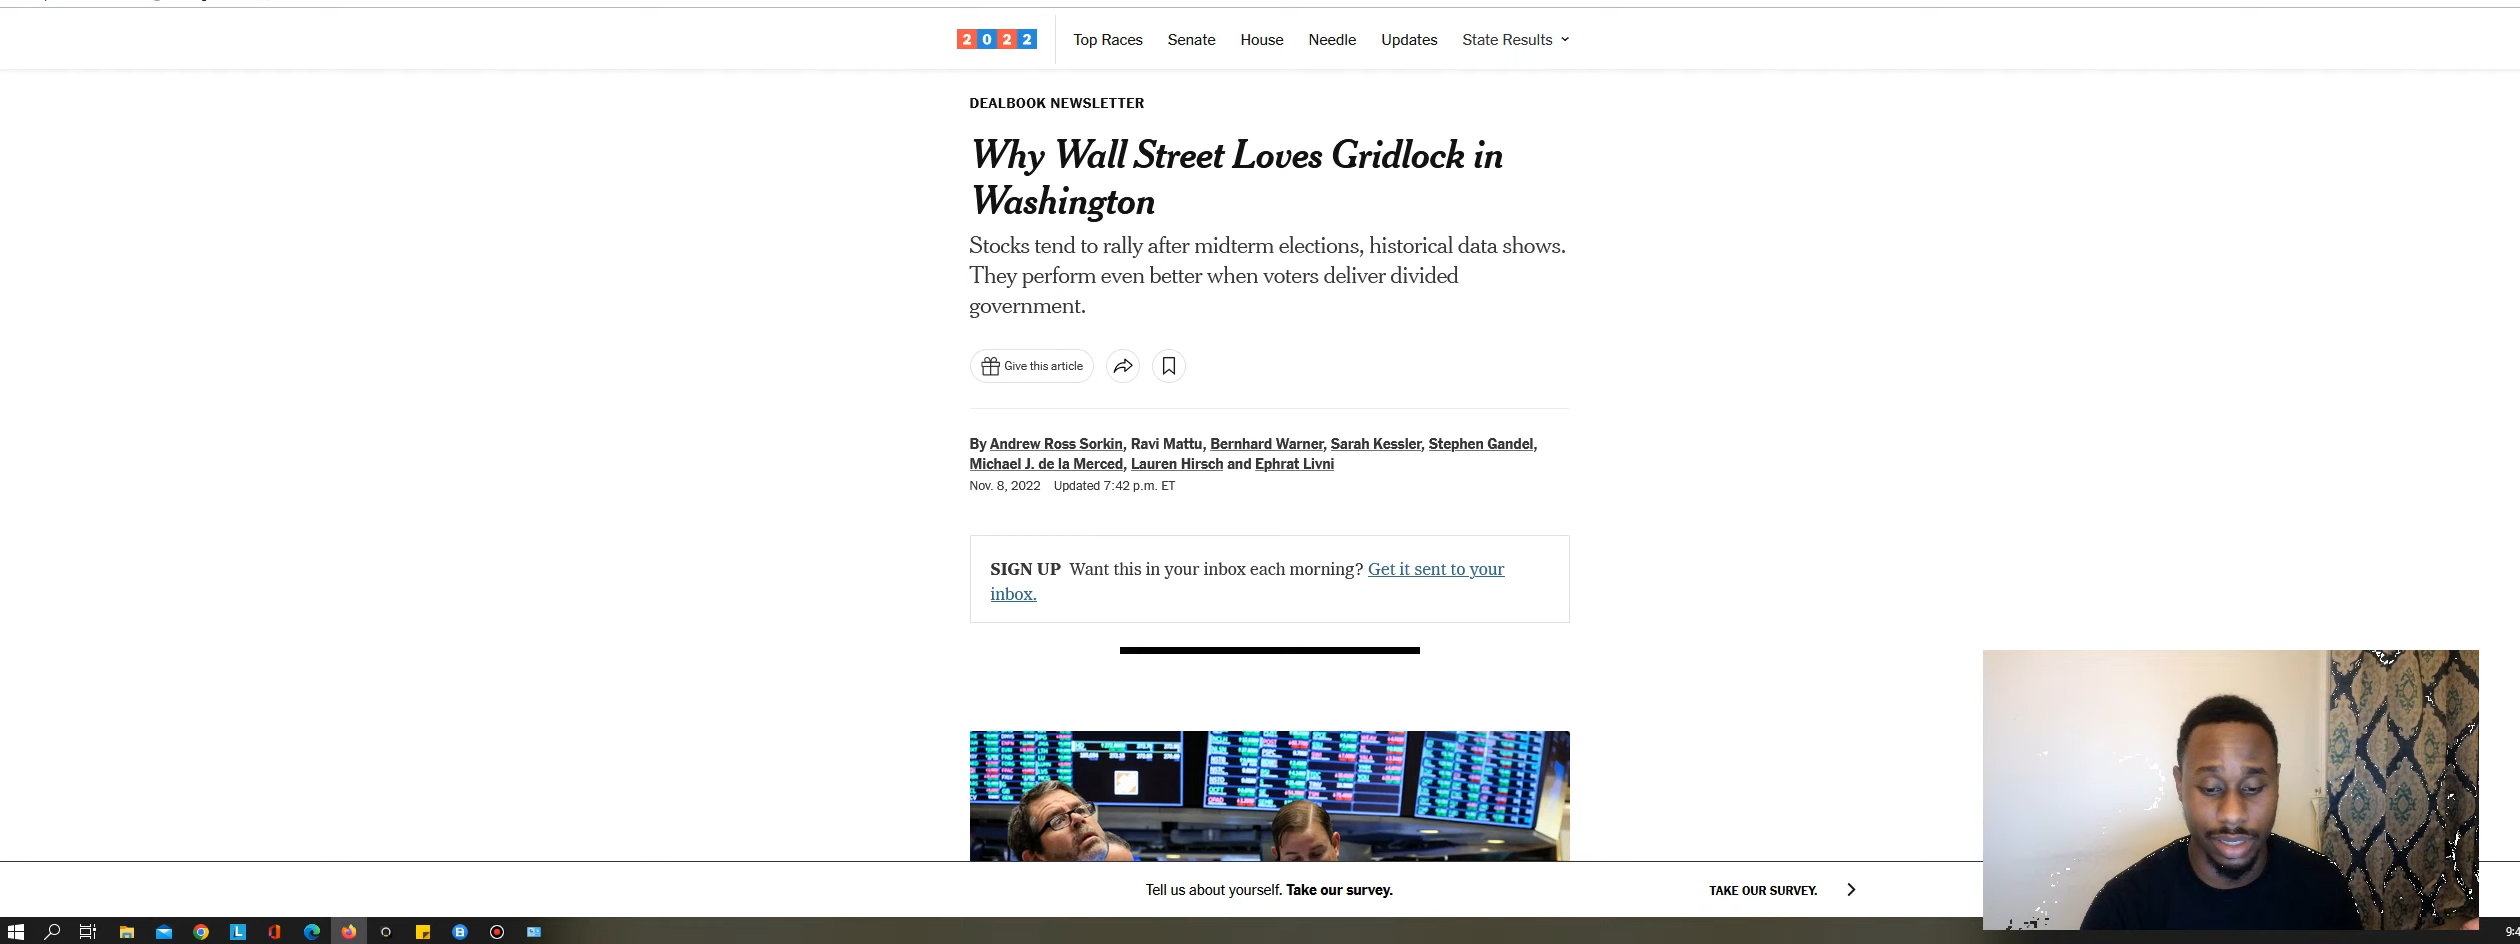 2022 Top Races Senate House Needle Updates State Results
DEALBOOK NEWSLETTER
Why Wall Street Loves Gridlock in
Washington
Stocks tend to rally after midterm elections, historical data shows.
They perform even better when voters deliver divided
government.
Give this article
By Andrew Ross Sorkin, Ravi Mattu, Bernhard Warner, Sarah Kessler, Stephen Gandel,
Michael J. de la Merced, Lauren Hirsch and Ephrat Livni
Nov. 8, 2022 Updated 7:42 p.m. ET
SIGN UP Want this in your inbox each morning? Get it sent to your
inbox.
Tell us about yourself. Take our survey.
TAKE OUR SURVEY.